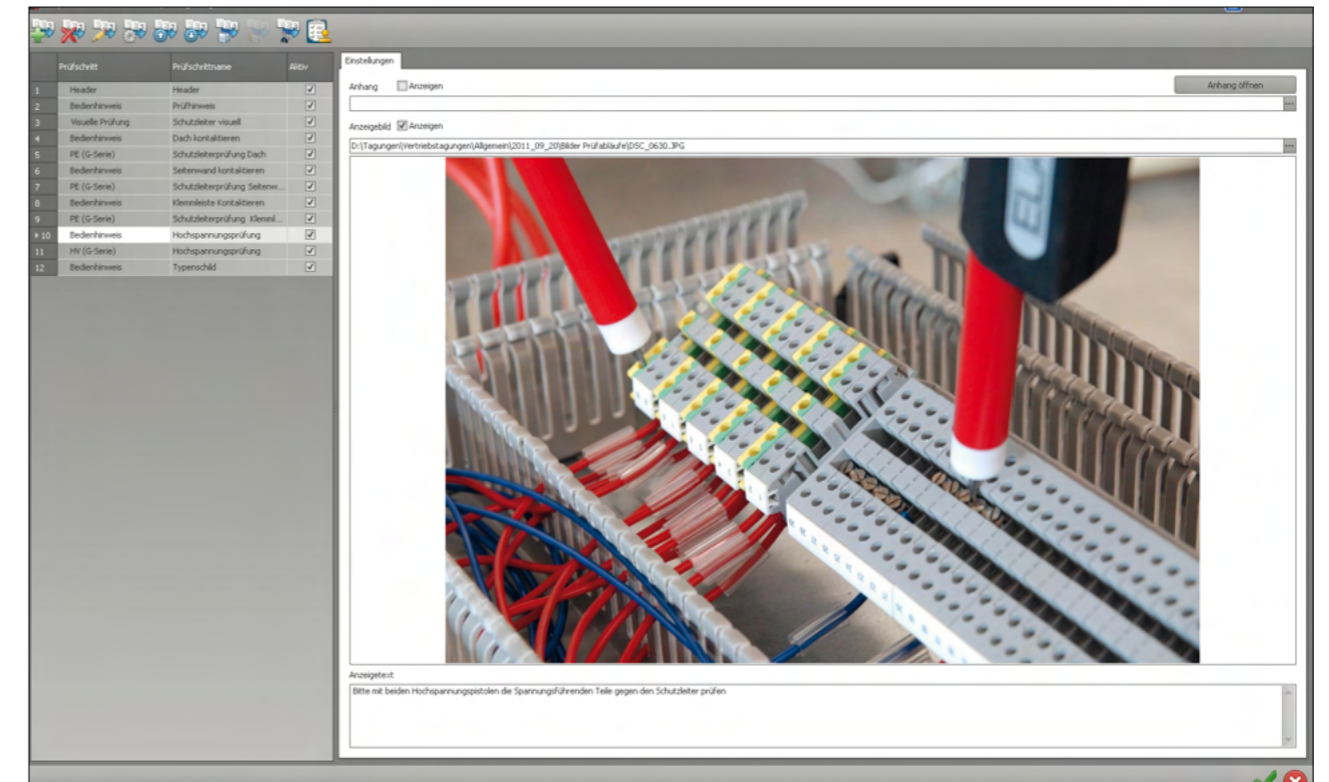 Prüfschritt Prüfschrittname Aktiv
1 Header Header
2 Bedienhinweis Prüfhinweis
3 Visuelle Prüfung Schutzleiter visuell
4 Bedienhinweis Dach kontaktieren
5 PE (G-Serie) Schutzleiterprüfung Dach
6 Bedienhinweis Seitenwand kontaktieren
7 PE (G-Serie) Schutzleiterprüfung Seitenw...
8 Bedienhinweis Klemmleiste Kontaktieren
9 PE (G-Serie) Schutzleiterprüfung Klemml...
10 Bedienhinweis Hochspannungsprüfung
11 HV (G-Serie) Hochspannungsprüfung
12 Bedienhinweis Typenschild
Einstellungen
Anhang Anzeigen Anhang öffnen
...
Anzeigebild Anzeigen
D:\Tagungen\Vertriebstagungen\Allgemein\2011_09_20\Bilder Prüfabläufe\DSC_0630.JPG ...
Anzeigetext
Bitte mit beiden Hochspannungspistolen die Spannungsführenden Teile gegen den Schutzleiter prüfen